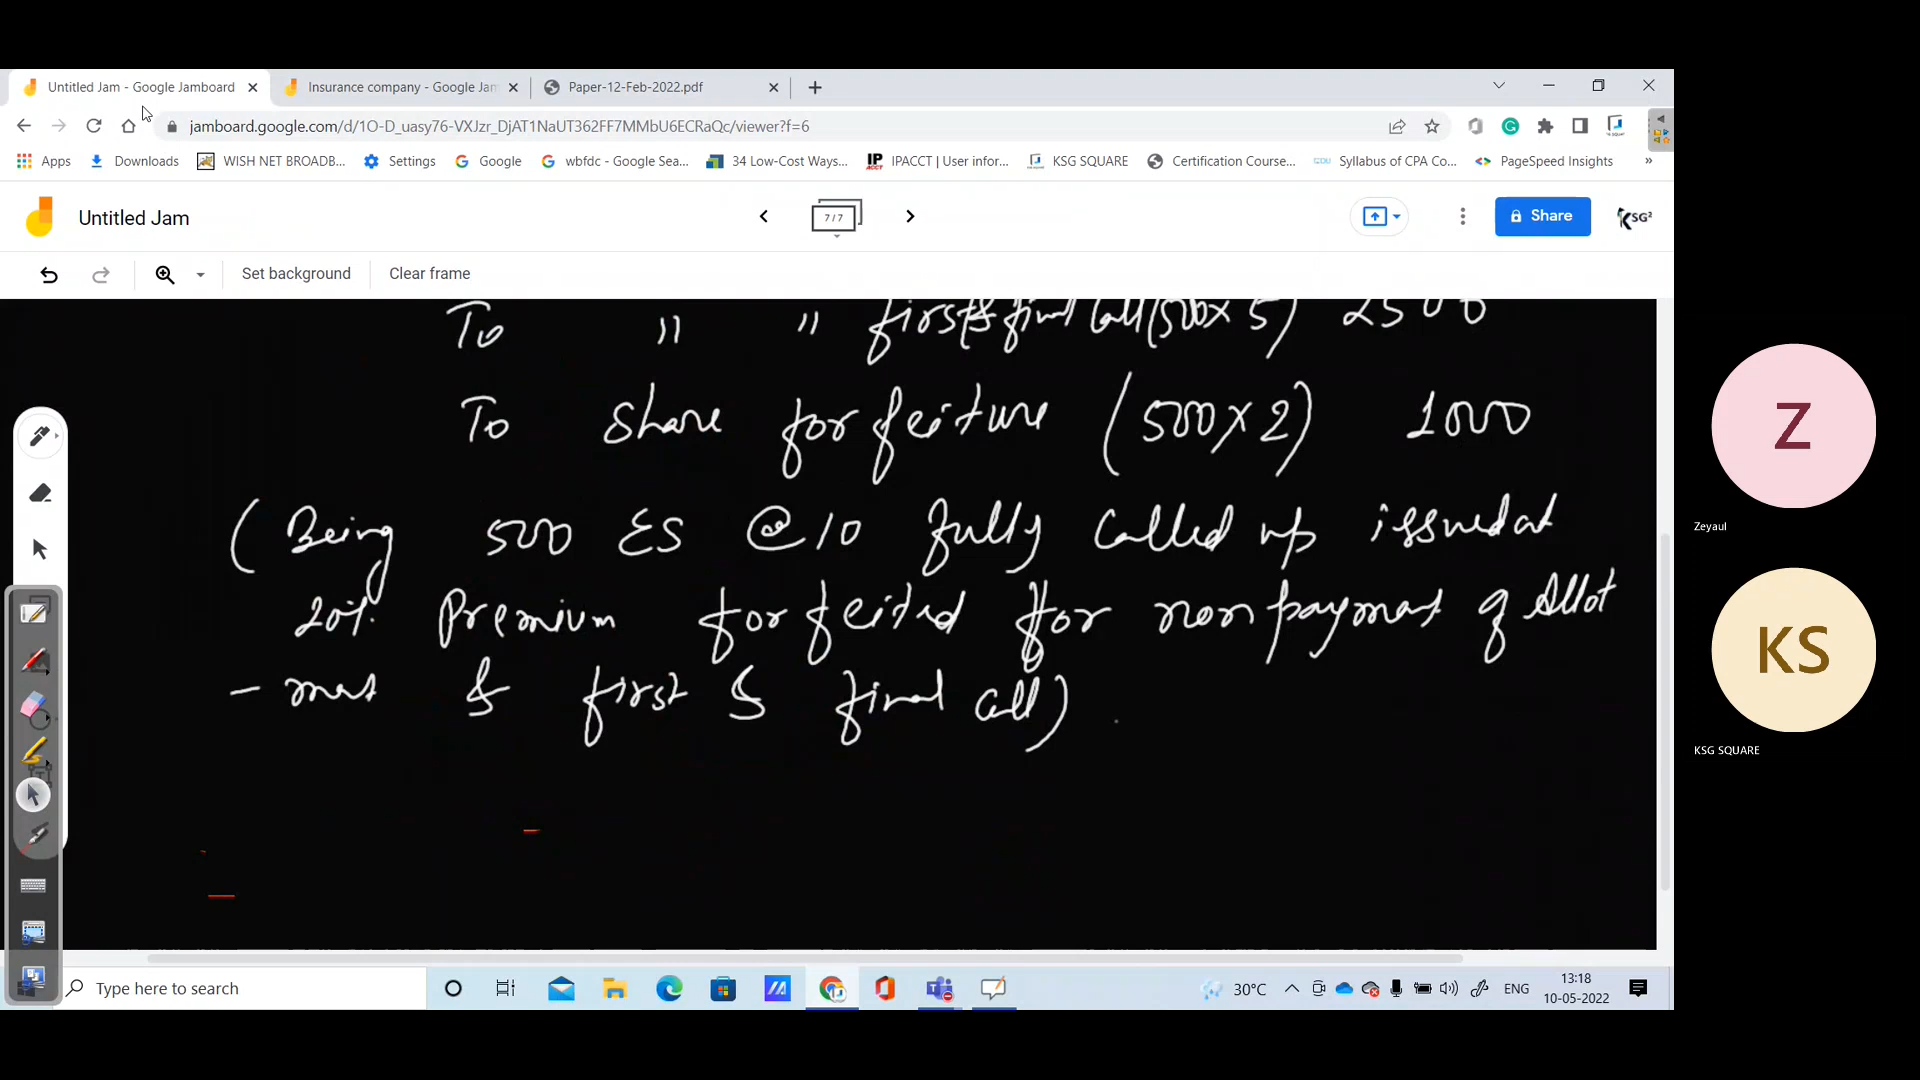 Untitled Jam - Google Jamboard
Insurance company - Google Jam
Paper-12-Feb-2022.pdf
jamboard.google.com/d/1O-D_uasy76-VXJzr_DjAT1NaUT362FF7MMbU6ECRaQc/viewer?f=6
Apps
Downloads
WISH NET BROADB...
Settings
Google
wbfdc - Google Sea...
34 Low-Cost Ways...
IPACCT | User infor...
KSG SQUARE
Certification Course...
Syllabus of CPA Co...
PageSpeed Insights
»
Untitled Jam
7 / 7
Share
KSG²
Set background
Clear frame
To " " first & final Call (500 x 5) 2500
To Share forfeiture (500 x 2) 1000
(Being 500 ES @ 10 fully called up issued at
20% Premium forfeited for non payment of Allot
- ment & first & final call)
Z
Zeyaul
KS
KSG SQUARE
Type here to search
30°C
ENG
13:18
10-05-2022